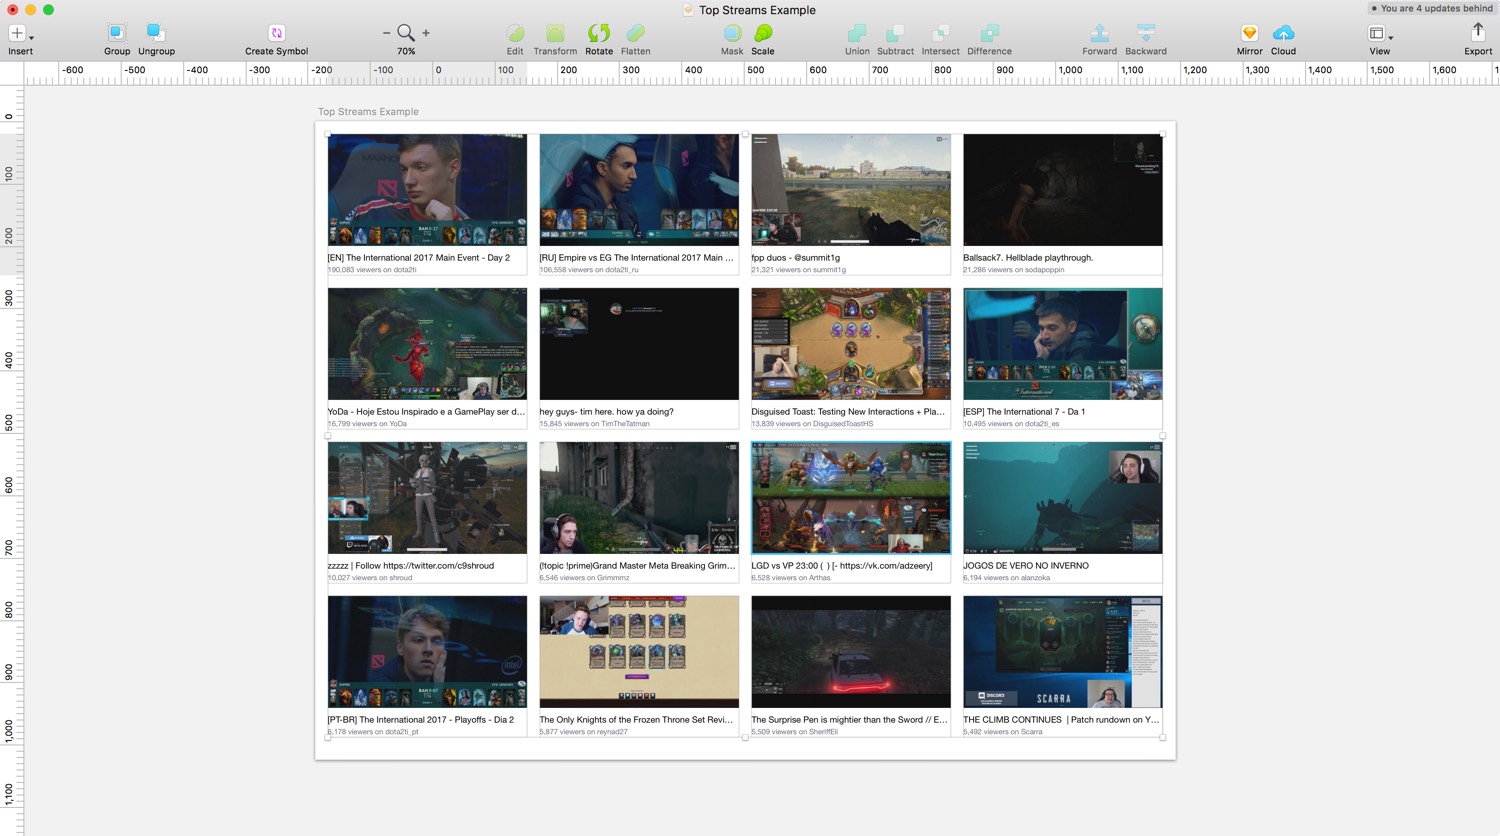 Top Streams Example
You are 4 updates behind
Insert
Group
Ungroup
Create Symbol
70%
Edit
Transform
Rotate
Flatten
Mask
Scale
Union
Subtract
Intersect
Difference
Forward
Backward
Mirror
Cloud
View
Export
-600 -500 -400 -300 -200 -100 0 100 200 300 400 500 600 700 800 900 1,000 1,100 1,200 1,300 1,400 1,500 1,600
0
100
200
300
400
500
600
700
800
900
1,000
1,100
Top Streams Example
[EN] The International 2017 Main Event - Day 2
190,083 viewers on dota2ti
[RU] Empire vs EG The International 2017 Main ...
106,558 viewers on dota2ti_ru
fpp duos - @summit1g
21,321 viewers on summit1g
Ballsack7. Hellblade playthrough.
21,286 viewers on sodapoppin
YoDa - Hoje Estou Inspirado e a GamePlay ser d...
16,799 viewers on YoDa
hey guys- tim here. how ya doing?
15,845 viewers on TimTheTatman
Disguised Toast: Testing New Interactions + Pla...
13,839 viewers on DisguisedToastHS
[ESP] The International 7 - Da 1
10,495 viewers on dota2ti_es
zzzzz | Follow https://twitter.com/c9shroud
10,027 viewers on shroud
(!topic !prime)Grand Master Meta Breaking Grim...
6,546 viewers on Grimmmz
LGD vs VP 23:00 ( ) [- https://vk.com/adzeery]
6,528 viewers on Arthas
JOGOS DE VERO NO INVERNO
6,194 viewers on alanzoka
intel
[PT-BR] The International 2017 - Playoffs - Dia 2
6,178 viewers on dota2ti_pt
The Only Knights of the Frozen Throne Set Revi...
5,877 viewers on reynad27
The Surprise Pen is mightier than the Sword // E...
5,509 viewers on SheriffEli
DISCORD
SCARRA
THE CLIMB CONTINUES | Patch rundown on Y...
5,492 viewers on Scarra